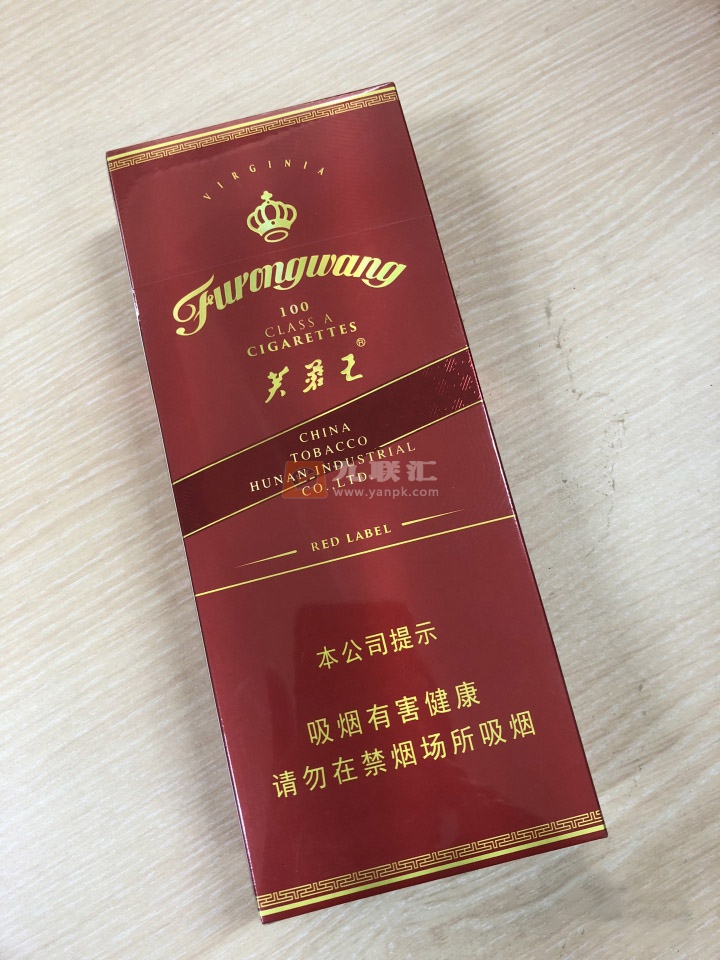 VIRGINIA
Furongwang
100
CLASS A
CIGARETTES
芙蓉王®
CHINA
TOBACCO
HUNAN INDUSTRIAL
CO. LTD
九联汇
www.yanpk.com
RED LABEL
本公司提示
吸烟有害健康
请勿在禁烟场所吸烟